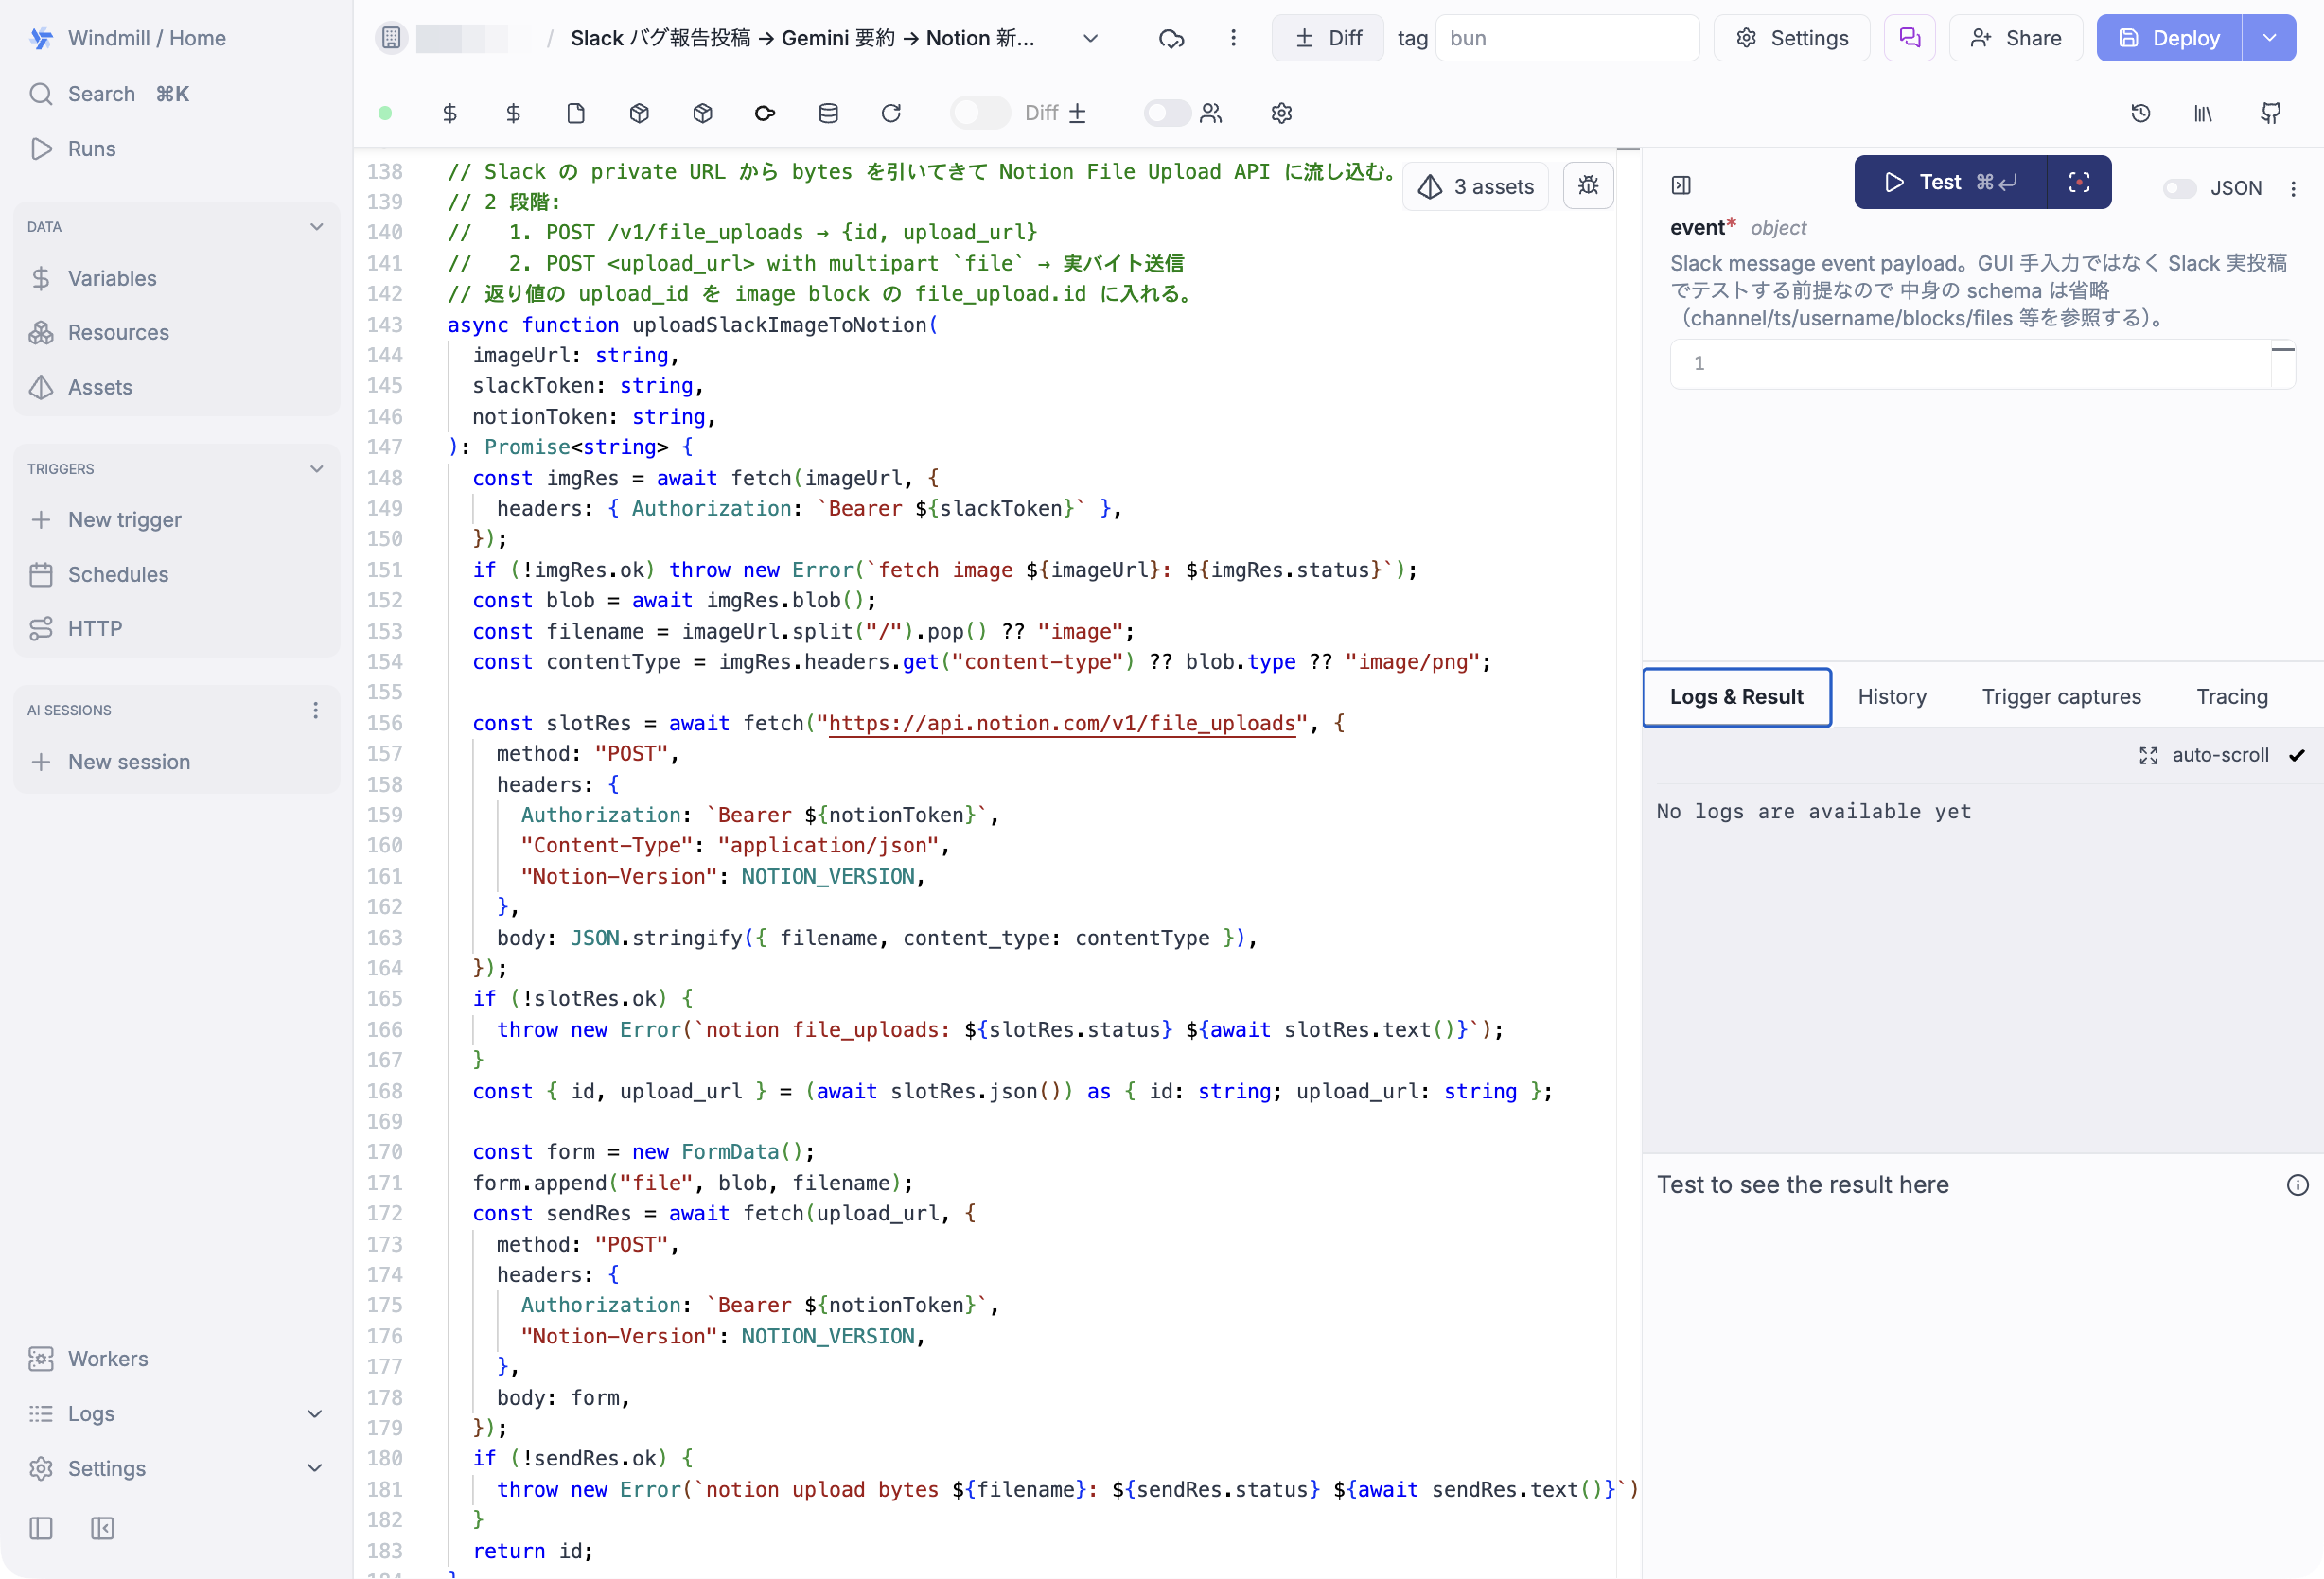 Windmill / Home
Search ⌘K
Runs
DATA
Variables
Resources
Assets
TRIGGERS
New trigger
Schedules
HTTP
AI SESSIONS
New session
Workers
Logs
Settings
/ Slack バグ報告投稿 → Gemini 要約 → Notion 新...
Diff
tag
bun
Settings
Share
Deploy
Diff
3 assets
138 // Slack の private URL から bytes を引いてきて Notion File Upload API に流し込む。
139 // 2 段階:
140 //   1. POST /v1/file_uploads → {id, upload_url}
141 //   2. POST <upload_url> with multipart `file` → 実バイト送信
142 // 返り値の upload_id を image block の file_upload.id に入れる。
143 async function uploadSlackImageToNotion(
144   imageUrl: string,
145   slackToken: string,
146   notionToken: string,
147 ): Promise<string> {
148   const imgRes = await fetch(imageUrl, {
149     headers: { Authorization: `Bearer ${slackToken}` },
150   });
151   if (!imgRes.ok) throw new Error(`fetch image ${imageUrl}: ${imgRes.status}`);
152   const blob = await imgRes.blob();
153   const filename = imageUrl.split("/").pop() ?? "image";
154   const contentType = imgRes.headers.get("content-type") ?? blob.type ?? "image/png";
155
156   const slotRes = await fetch("https://api.notion.com/v1/file_uploads", {
157     method: "POST",
158     headers: {
159       Authorization: `Bearer ${notionToken}`,
160       "Content-Type": "application/json",
161       "Notion-Version": NOTION_VERSION,
162     },
163     body: JSON.stringify({ filename, content_type: contentType }),
164   });
165   if (!slotRes.ok) {
166     throw new Error(`notion file_uploads: ${slotRes.status} ${await slotRes.text()}`);
167   }
168   const { id, upload_url } = (await slotRes.json()) as { id: string; upload_url: string };
169
170   const form = new FormData();
171   form.append("file", blob, filename);
172   const sendRes = await fetch(upload_url, {
173     method: "POST",
174     headers: {
175       Authorization: `Bearer ${notionToken}`,
176       "Notion-Version": NOTION_VERSION,
177     },
178     body: form,
179   });
180   if (!sendRes.ok) {
181     throw new Error(`notion upload bytes ${filename}: ${sendRes.status} ${await sendRes.text()}`)
182   }
183   return id;
Test ⌘↵
JSON
event* object
Slack message event payload。GUI 手入力ではなく Slack 実投稿
でテストする前提なので 中身の schema は省略
（channel/ts/username/blocks/files 等を参照する）。
1
Logs & Result
History
Trigger captures
Tracing
auto-scroll
No logs are available yet
Test to see the result here